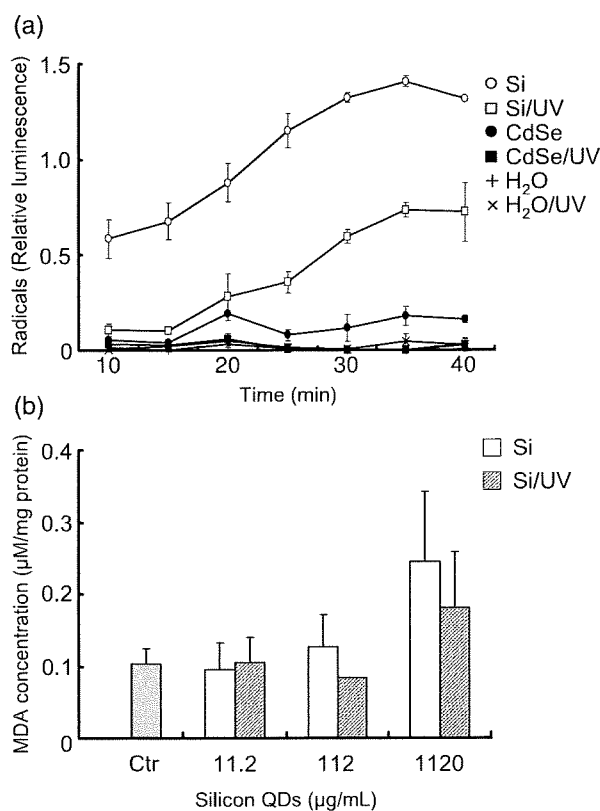 (a)
1.5
1.0
0.5
0
Radicals (Relative luminescence)
10
20
30
40
Time (min)
Si
Si/UV
CdSe
CdSe/UV
H₂O
H₂O/UV
(b)
0.4
0.3
0.2
0.1
0
MDA concentration (µM/mg protein)
Si
Si/UV
Ctr
11.2
112
1120
Silicon QDs (µg/mL)